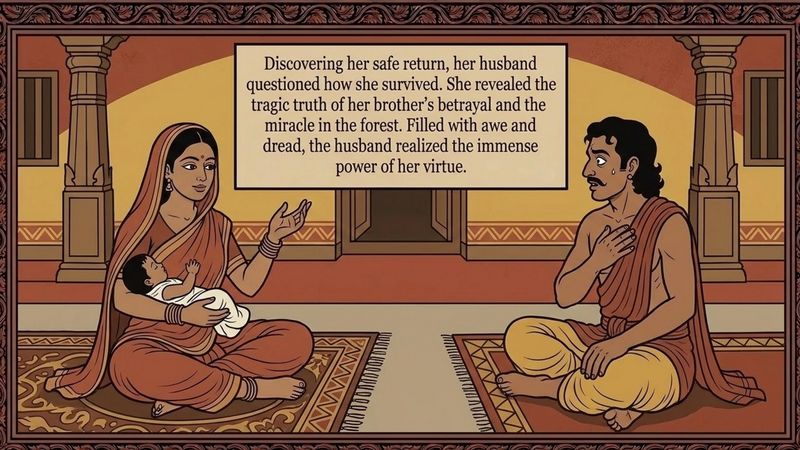 Discovering her safe return, her husband
questioned how she survived. She revealed the
tragic truth of her brother's betrayal and the
miracle in the forest. Filled with awe and
dread, the husband realized the immense
power of her virtue.